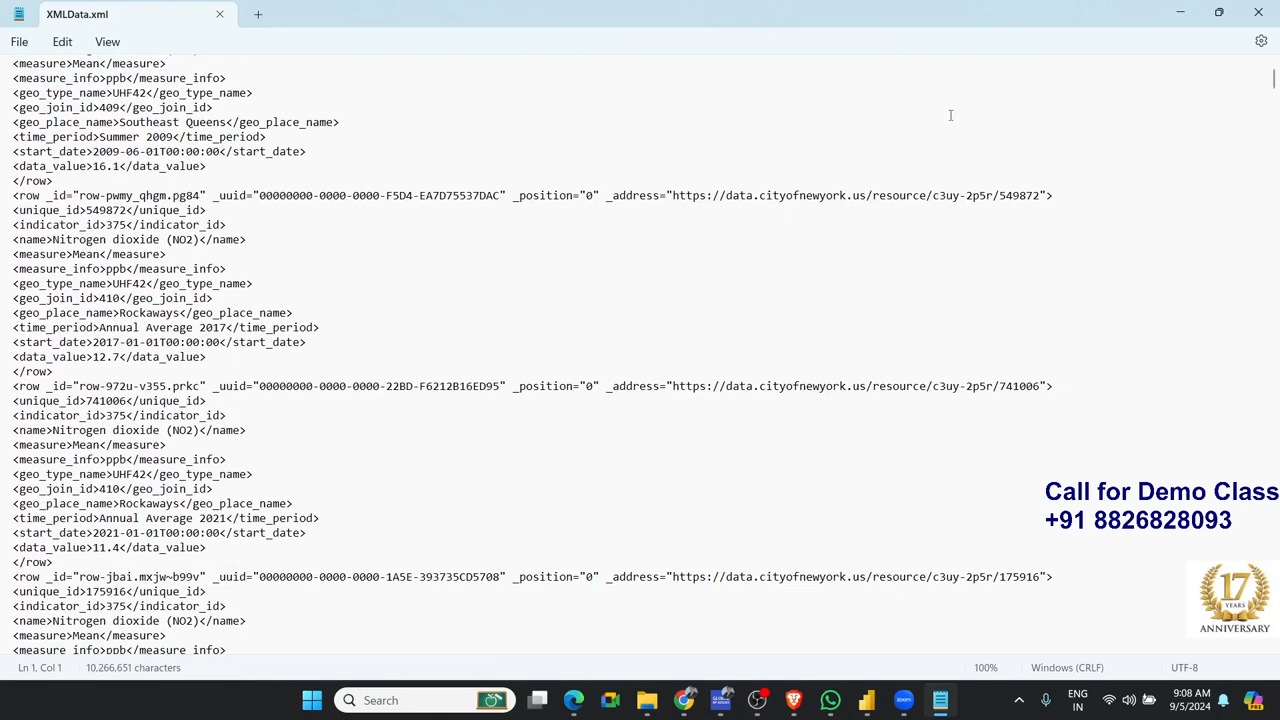 XMLData.xml
File Edit View
<measure>Mean</measure>
<measure_info>ppb</measure_info>
<geo_type_name>UHF42</geo_type_name>
<geo_join_id>409</geo_join_id>
<geo_place_name>Southeast Queens</geo_place_name>
<time_period>Summer 2009</time_period>
<start_date>2009-06-01T00:00:00</start_date>
<data_value>16.1</data_value>
</row>
<row _id="row-pwmy_qhgm.pg84" _uuid="00000000-0000-0000-F5D4-EA7D75537DAC" _position="0" _address="https://data.cityofnewyork.us/resource/c3uy-2p5r/549872">
<unique_id>549872</unique_id>
<indicator_id>375</indicator_id>
<name>Nitrogen dioxide (NO2)</name>
<measure>Mean</measure>
<measure_info>ppb</measure_info>
<geo_type_name>UHF42</geo_type_name>
<geo_join_id>410</geo_join_id>
<geo_place_name>Rockaways</geo_place_name>
<time_period>Annual Average 2017</time_period>
<start_date>2017-01-01T00:00:00</start_date>
<data_value>12.7</data_value>
</row>
<row _id="row-972u-v355.prkc" _uuid="00000000-0000-0000-22BD-F6212B16ED95" _position="0" _address="https://data.cityofnewyork.us/resource/c3uy-2p5r/741006">
<unique_id>741006</unique_id>
<indicator_id>375</indicator_id>
<name>Nitrogen dioxide (NO2)</name>
<measure>Mean</measure>
<measure_info>ppb</measure_info>
<geo_type_name>UHF42</geo_type_name>
<geo_join_id>410</geo_join_id>
<geo_place_name>Rockaways</geo_place_name>
<time_period>Annual Average 2021</time_period>
<start_date>2021-01-01T00:00:00</start_date>
<data_value>11.4</data_value>
</row>
<row _id="row-jbai.mxjw~b99v" _uuid="00000000-0000-0000-1A5E-393735CD5708" _position="0" _address="https://data.cityofnewyork.us/resource/c3uy-2p5r/175916">
<unique_id>175916</unique_id>
<indicator_id>375</indicator_id>
<name>Nitrogen dioxide (NO2)</name>
<measure>Mean</measure>
<measure_info>ppb</measure_info>
Call for Demo Class
+91 8826828093
17
YEARS
ANNIVERSARY
Ln 1, Col 1 10,266,651 characters 100% Windows (CRLF) UTF-8
Search
ENG
IN
9:08 AM
9/5/2024